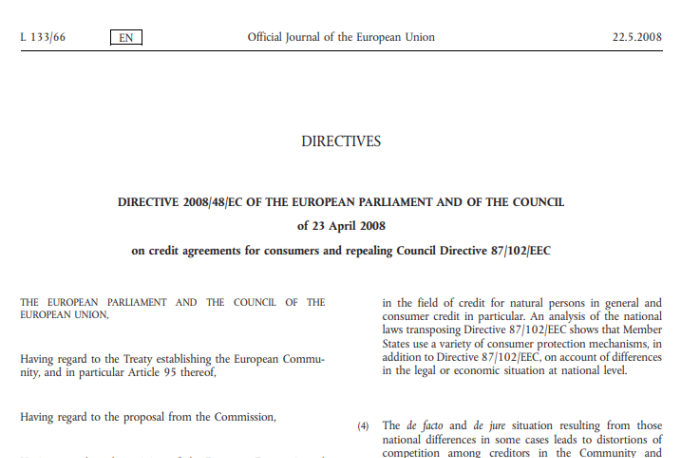 L 133/66 EN Official Journal of the European Union 22.5.2008
DIRECTIVES
DIRECTIVE 2008/48/EC OF THE EUROPEAN PARLIAMENT AND OF THE COUNCIL
of 23 April 2008
on credit agreements for consumers and repealing Council Directive 87/102/EEC
THE EUROPEAN PARLIAMENT AND THE COUNCIL OF THE
EUROPEAN UNION,
Having regard to the Treaty establishing the European Commu-
nity, and in particular Article 95 thereof,
Having regard to the proposal from the Commission,
in the field of credit for natural persons in general and
consumer credit in particular. An analysis of the national
laws transposing Directive 87/102/EEC shows that Member
States use a variety of consumer protection mechanisms, in
addition to Directive 87/102/EEC, on account of differences
in the legal or economic situation at national level.
(4) The de facto and de jure situation resulting from those
national differences in some cases leads to distortions of
competition among creditors in the Community and